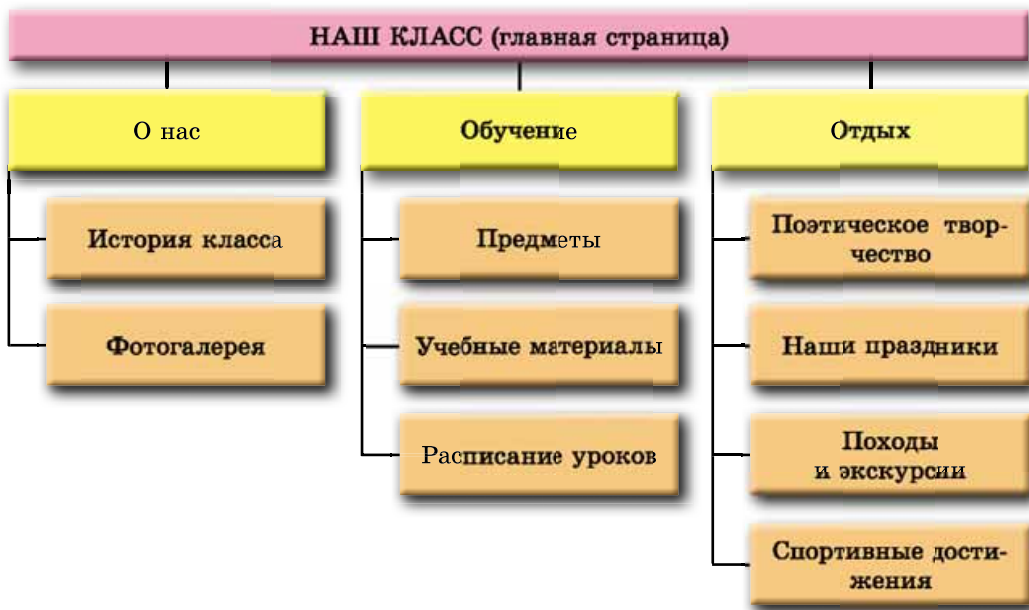 НАШ КЛАСС (главная страница)
О нас
История класса
Фотогалерея
Обучение
Предметы
Учебные материалы
Расписание уроков
Отдых
Поэтическое твор-
чество
Наши праздники
Походы
и экскурсии
Спортивные дости-
жения